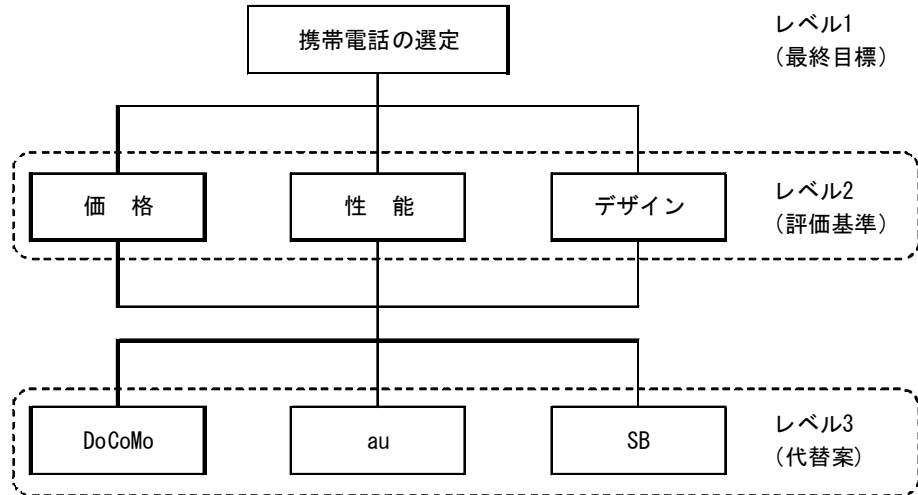 携帯電話の選定
レベル1
(最終目標)
価 格
性 能
デザイン
レベル2
(評価基準)
DoCoMo
au
SB
レベル3
(代替案)